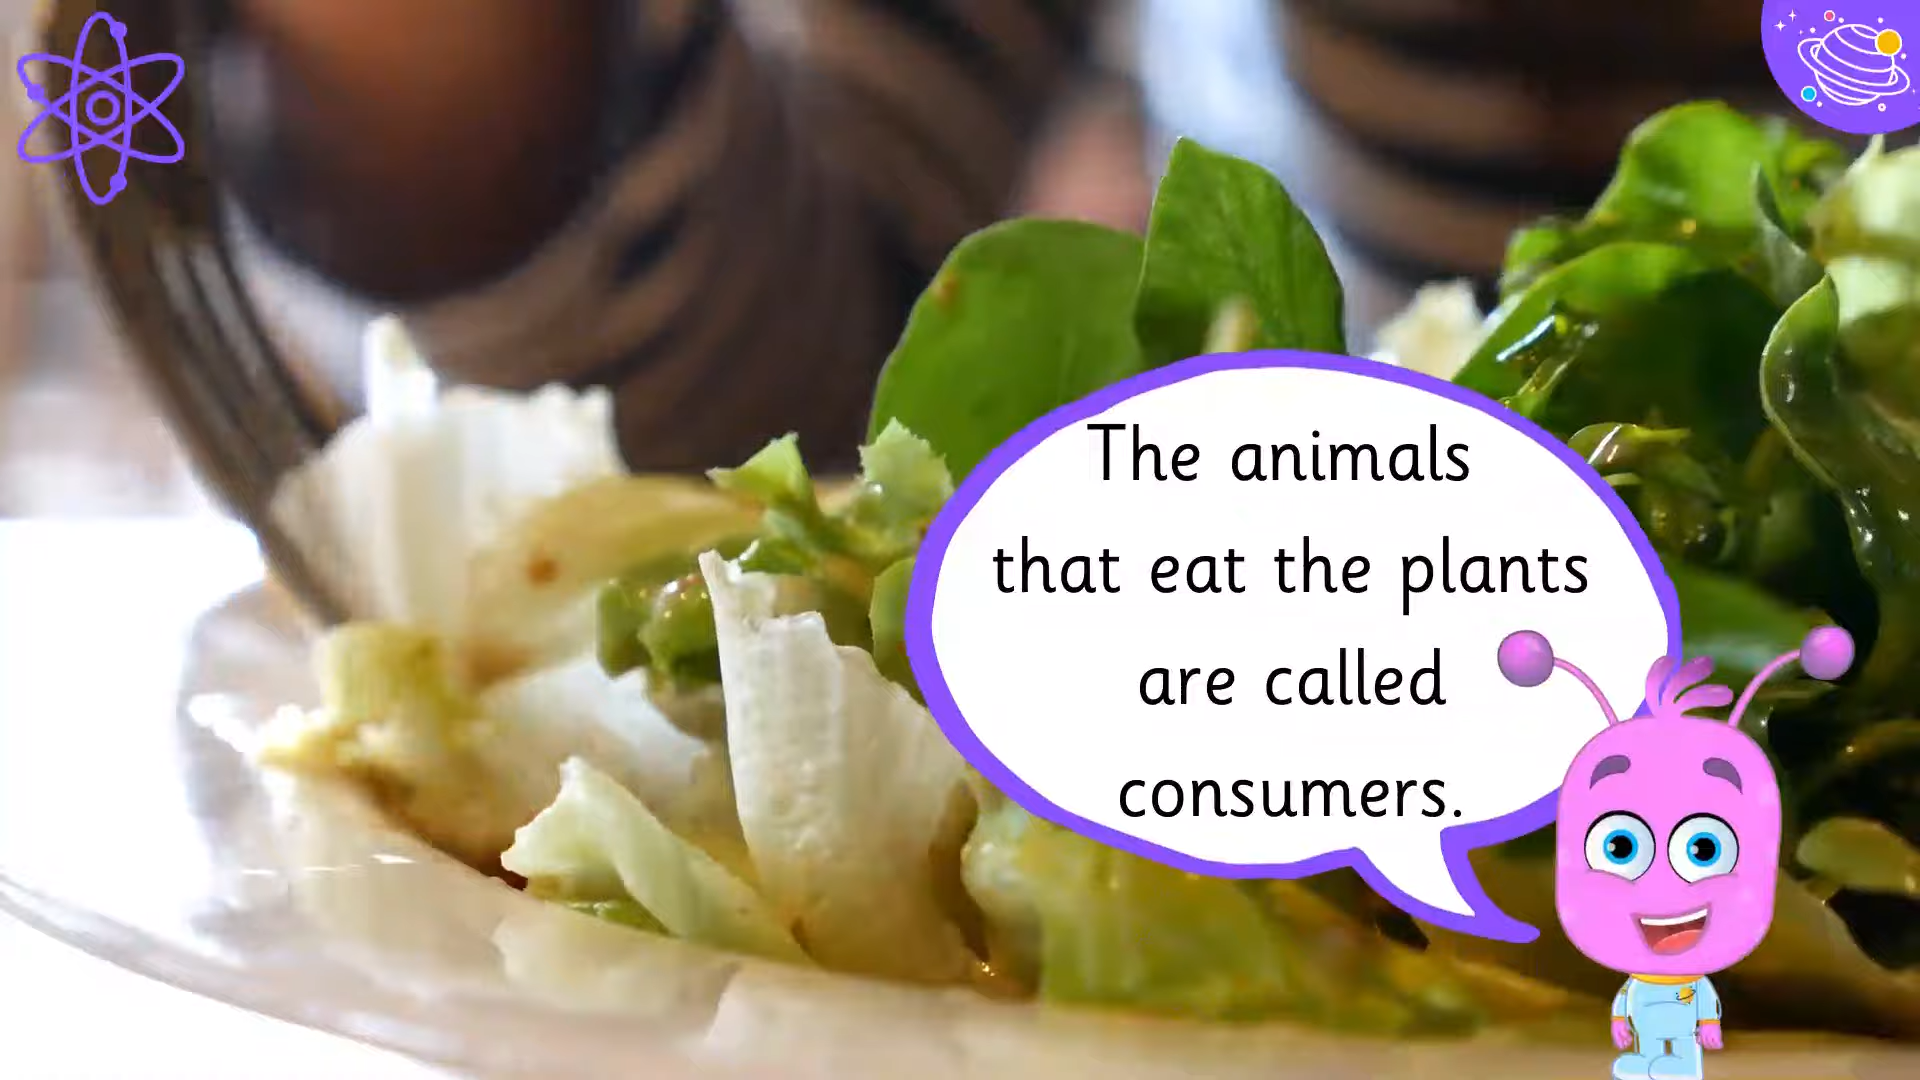 The animals
that eat the plants
are called
consumers.